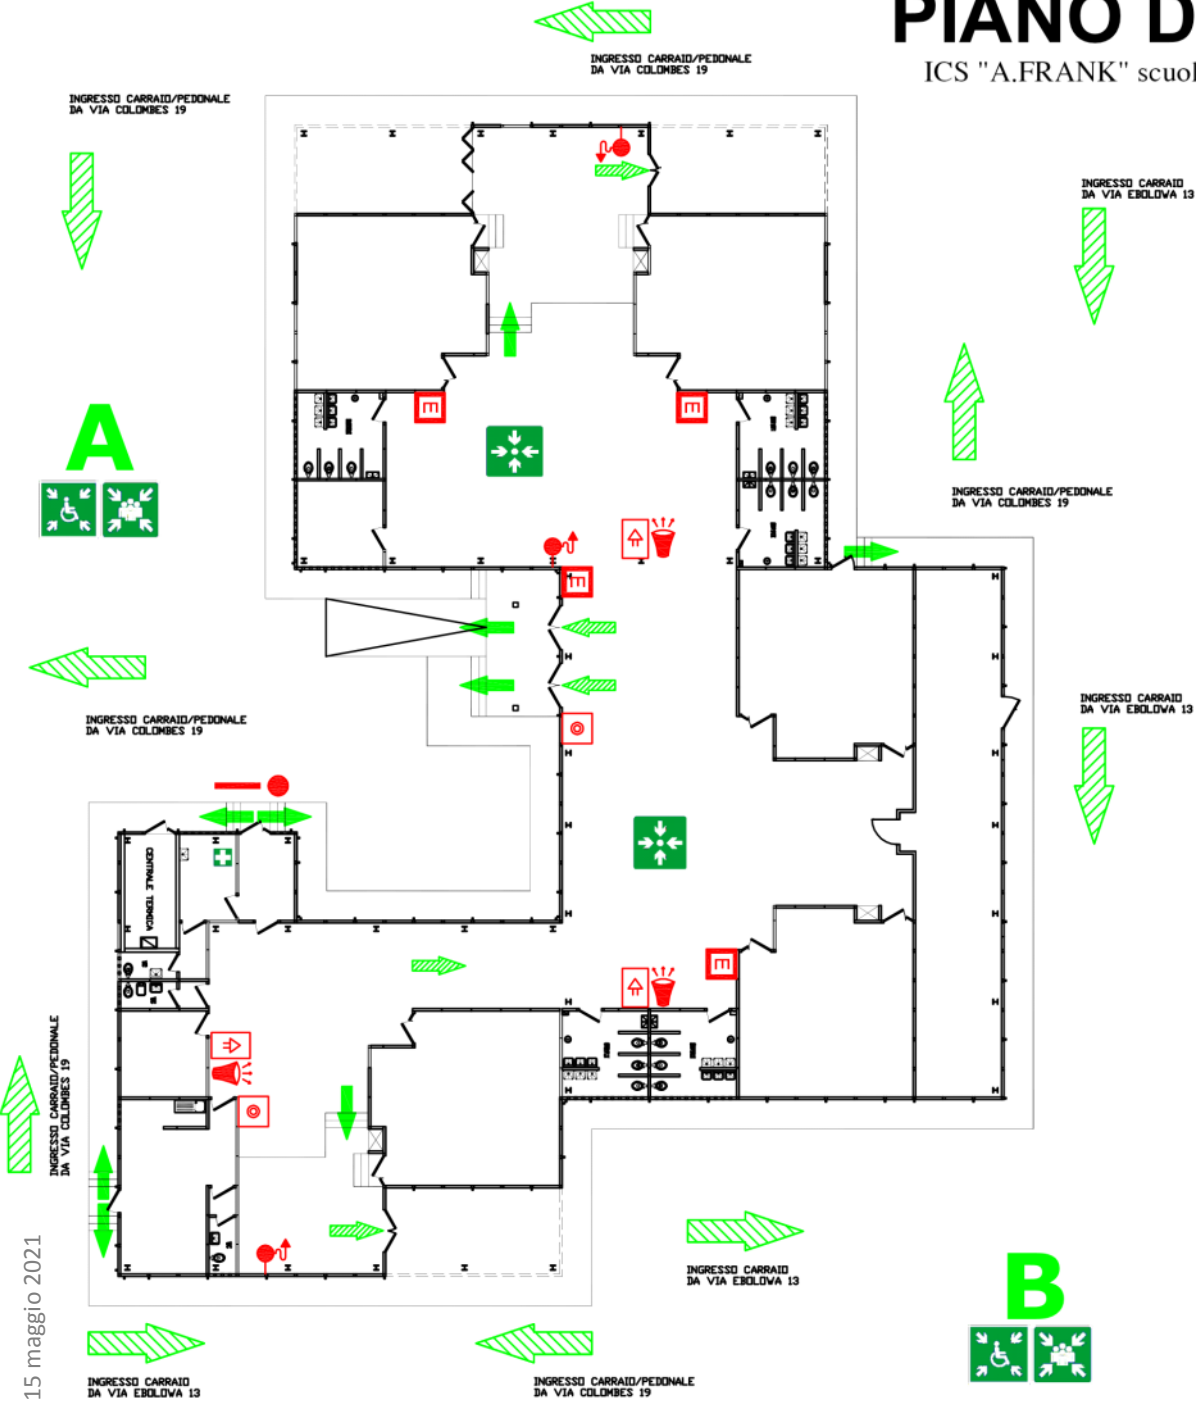 PIANO D
ICS "A.FRANK" scuol
INGRESSO CARRAIO/PEDONALE
DA VIA COLOMBES 19
INGRESSO CARRAIO/PEDONALE
DA VIA COLOMBES 19
INGRESSO CARRAIO
DA VIA EBOLOWA 13
A
INGRESSO CARRAIO/PEDONALE
DA VIA COLOMBES 19
E
E
E
INGRESSO CARRAIO/PEDONALE
DA VIA COLOMBES 19
INGRESSO CARRAIO
DA VIA EBOLOWA 13
CENTRALE TERMICA
E
INGRESSO CARRAIO/PEDONALE
DA VIA COLOMBES 19
15 maggio 2021
INGRESSO CARRAIO
DA VIA EBOLOWA 13
B
INGRESSO CARRAIO
DA VIA EBOLOWA 13
INGRESSO CARRAIO/PEDONALE
DA VIA COLOMBES 19